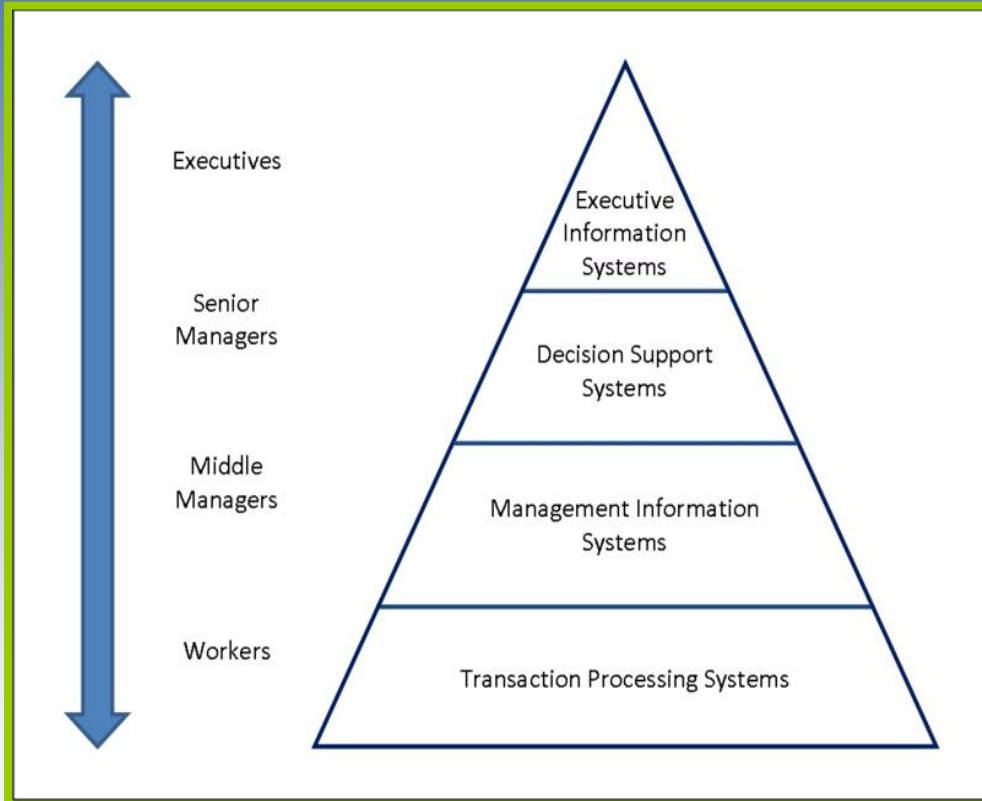 Executives
Executive
Information
Systems
Senior
Managers
Decision Support
Systems
Middle
Managers
Management Information
Systems
Workers
Transaction Processing Systems